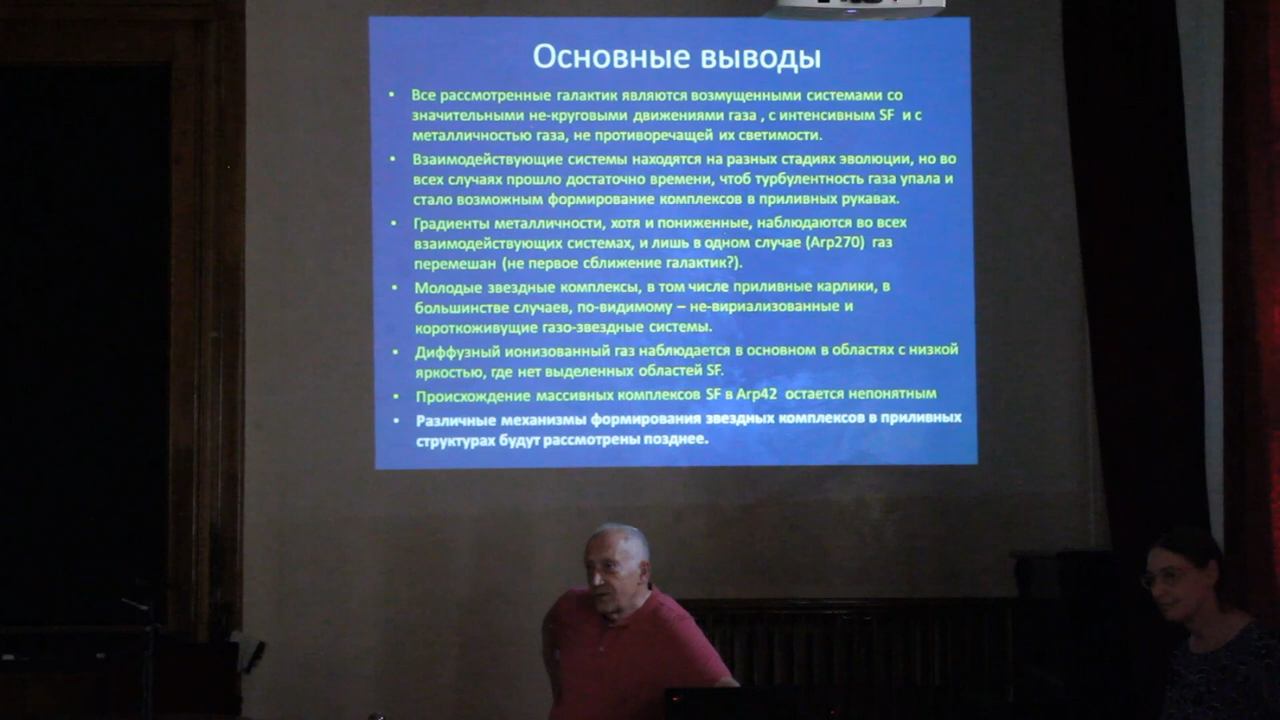 Основные выводы
• Все рассмотренные галактик являются возмущенными системами со
значительными не-круговыми движениями газа , с интенсивным SF и с
металличностью газа, не противоречащей их светимости.
• Взаимодействующие системы находятся на разных стадиях эволюции, но во
всех случаях прошло достаточно времени, чтоб турбулентность газа упала и
стало возможным формирование комплексов в приливных рукавах.
• Градиенты металличности, хотя и пониженные, наблюдаются во всех
взаимодействующих системах, и лишь в одном случае (Arp270) газ
перемешан (не первое сближение галактик?).
• Молодые звездные комплексы, в том числе приливные карлики, в
большинстве случаев, по-видимому – не-вириализованные и
короткоживущие газо-звездные системы.
• Диффузный ионизованный газ наблюдается в основном в областях с низкой
яркостью, где нет выделенных областей SF.
• Происхождение массивных комплексов SF в Arp42 остается непонятным
• Различные механизмы формирования звездных комплексов в приливных
структурах будут рассмотрены позднее.